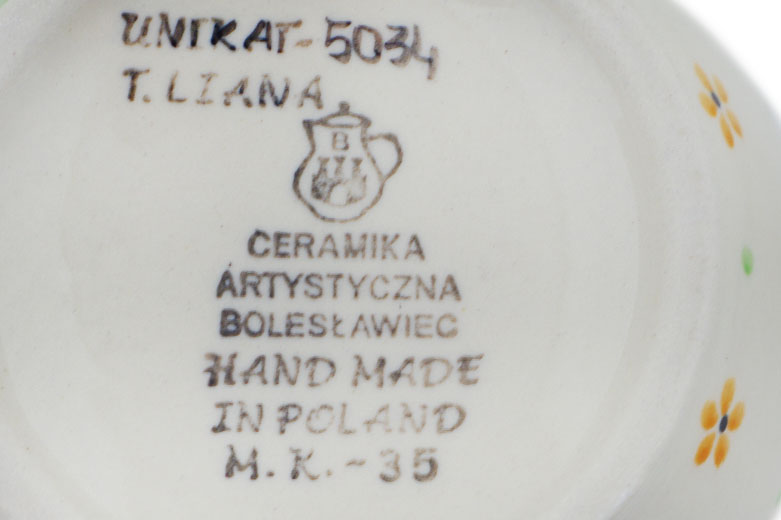 UNIKAT-5034
T. LIANA
B
CERAMIKA
ARTYSTYCZNA
BOLESŁAWIEC
HAND MADE
IN POLAND
M.K.-35